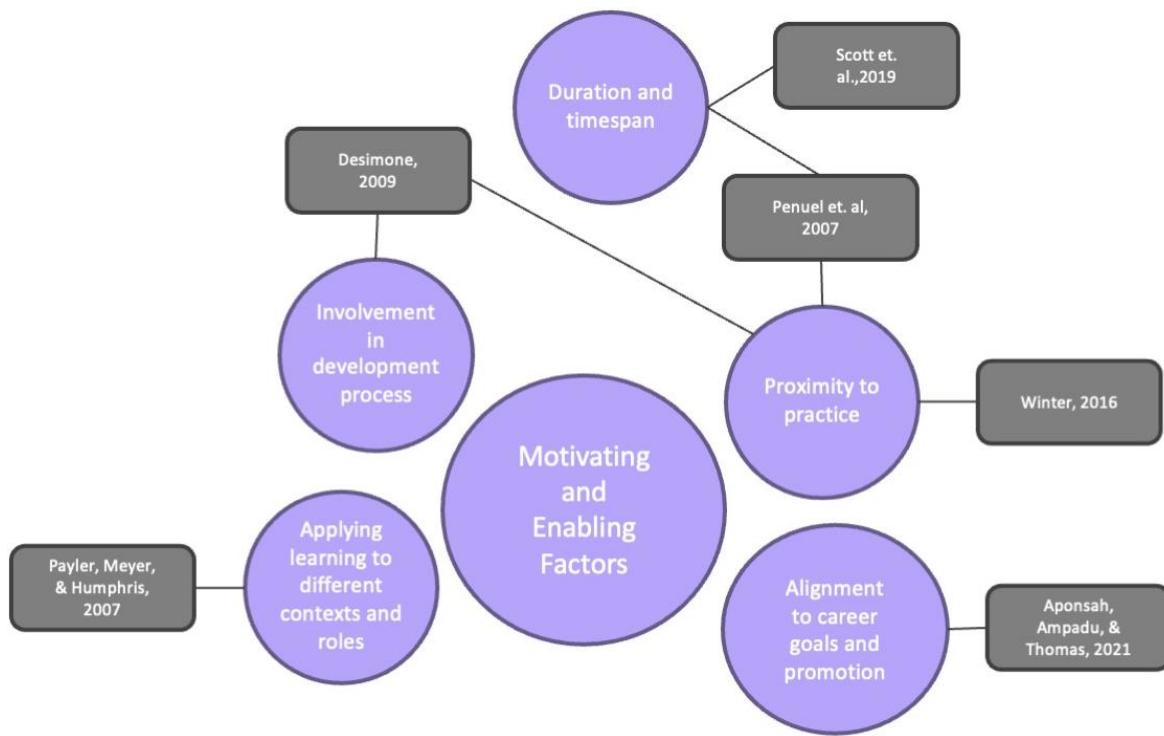 Duration and
timespan
Scott et.
al.,2019
Desimone,
2009
Penuel et. al,
2007
Involvement
in
development
process
Proximity to
practice
Winter, 2016
Motivating
and
Enabling
Factors
Applying
learning to
different
contexts and
roles
Payler, Meyer,
& Humphris,
2007
Alignment
to career
goals and
promotion
Aponsah,
Ampadu, &
Thomas, 2021